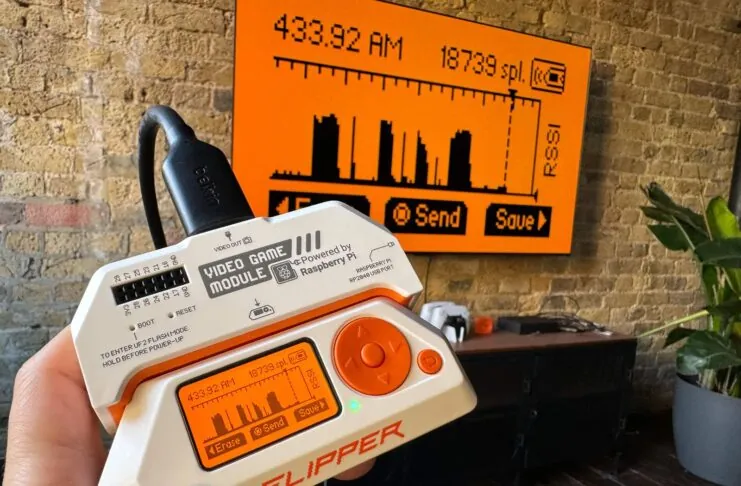 433.92 AM
18739 spl.
RSSI
Send
Save
belkin
VIDEO OUT
VIDEO GAME
MODULE
Powered by
Raspberry Pi
RASPBERRY PI
RP2040 USB PORT
BOOT
RESET
TO ENTER UF2 FLASH MODE
HOLD BEFORE POWER-UP
433.92 AM
18739 spl.
RSSI
Erase
Send
Save
FLIPPER